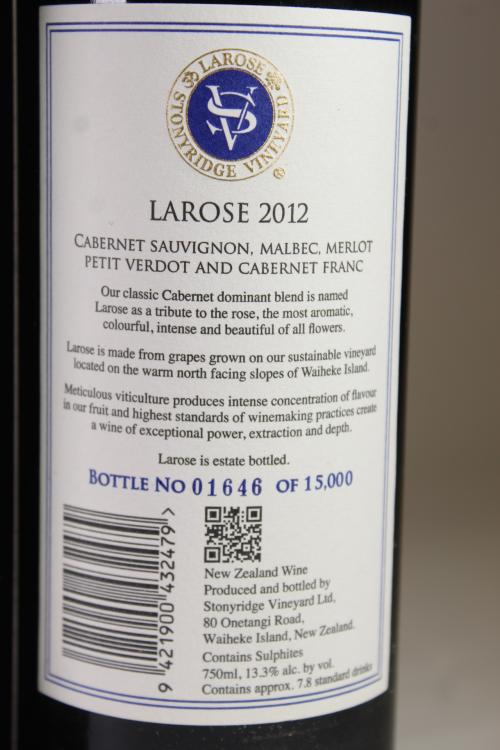 LAROSE
STONYRIDGE VINEYARD
SV
LAROSE 2012
CABERNET SAUVIGNON, MALBEC, MERLOT
PETIT VERDOT AND CABERNET FRANC
Our classic Cabernet dominant blend is named
Larose as a tribute to the rose, the most aromatic,
colourful, intense and beautiful of all flowers.
Larose is made from grapes grown on our sustainable vineyard
located on the warm north facing slopes of Waiheke Island.
Meticulous viticulture produces intense concentration of flavour
in our fruit and highest standards of winemaking practices create
a wine of exceptional power, extraction and depth.
Larose is estate bottled.
BOTTLE NO 01646 OF 15,000
9 421900 432479 >
New Zealand Wine
Produced and bottled by
Stonyridge Vineyard Ltd,
80 Onetangi Road,
Waiheke Island, New Zealand.
Contains Sulphites
750ml, 13.3% alc. by vol.
Contains approx. 7.8 standard drinks